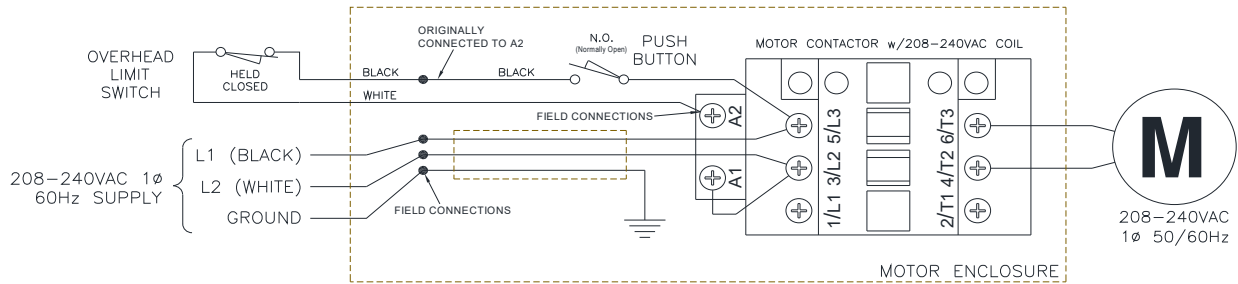 ORIGINALLY
CONNECTED TO A2
N.O.
(Normally Open)
PUSH
BUTTON
MOTOR CONTACTOR w/208-240VAC COIL
OVERHEAD
LIMIT
SWITCH
HELD
CLOSED
BLACK
BLACK
WHITE
FIELD CONNECTIONS
A2
A1
5/L3
3/L2
1/L1
6/T3
4/T2
2/T1
M
208-240VAC
1ø 50/60Hz
208-240VAC 1ø
60Hz SUPPLY
L1 (BLACK)
L2 (WHITE)
GROUND
FIELD CONNECTIONS
MOTOR ENCLOSURE